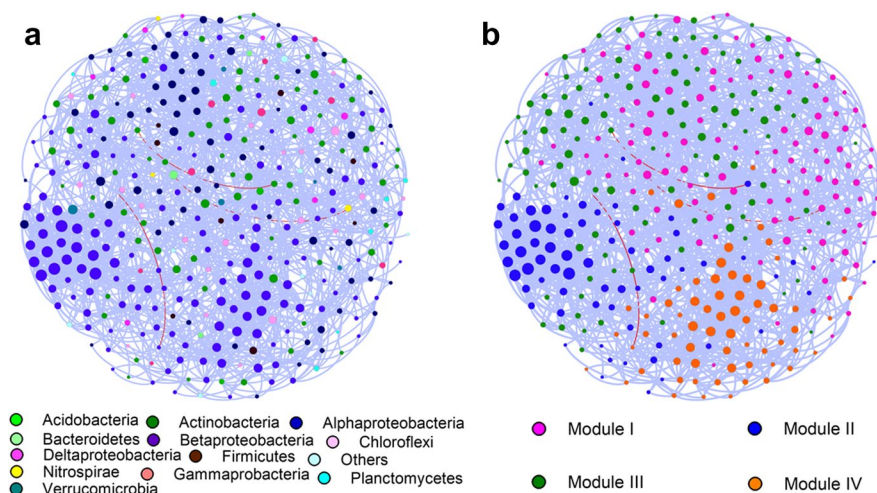 a
b
Acidobacteria Actinobacteria Alphaproteobacteria
Bacteroidetes Betaproteobacteria Chloroflexi
Deltaproteobacteria Firmicutes Others
Nitrospirae Gammaprobacteria Planctomycetes
Verrucomicrobia
Module I Module II
Module III Module IV